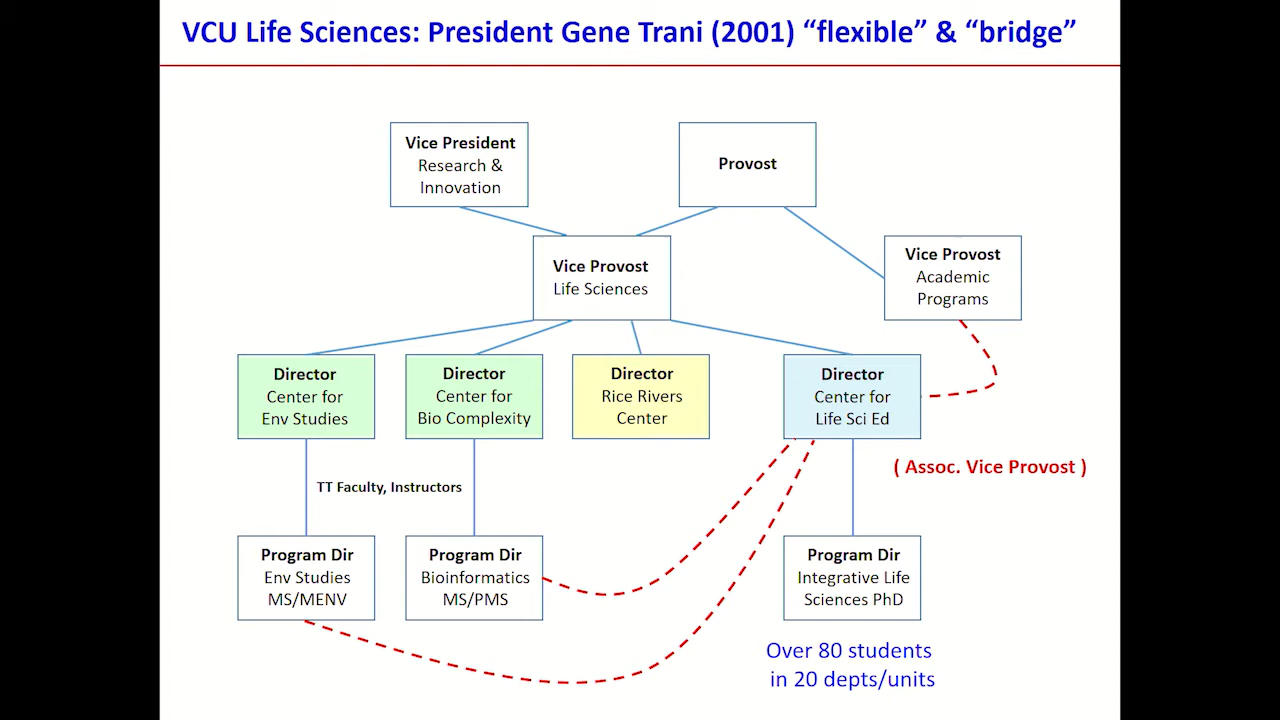 VCU Life Sciences: President Gene Trani (2001) “flexible” & “bridge”
Vice President
Research &
Innovation
Provost
Vice Provost
Life Sciences
Vice Provost
Academic
Programs
Director
Center for
Env Studies
Director
Center for
Bio Complexity
Director
Rice Rivers
Center
Director
Center for
Life Sci Ed
( Assoc. Vice Provost )
TT Faculty, Instructors
Program Dir
Env Studies
MS/MENV
Program Dir
Bioinformatics
MS/PMS
Program Dir
Integrative Life
Sciences PhD
Over 80 students
in 20 depts/units